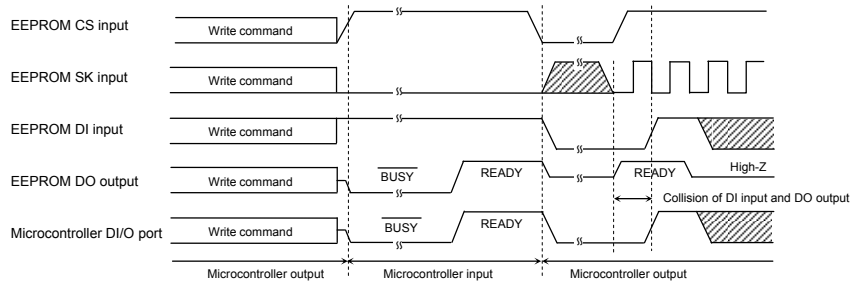 EEPROM CS input
Write command
EEPROM SK input
Write command
EEPROM DI input
Write command
EEPROM DO output
Write command
BUSY
READY
READY
High-Z
Collision of DI input and DO output
Microcontroller DI/O port
Write command
BUSY
READY
Microcontroller output
Microcontroller input
Microcontroller output